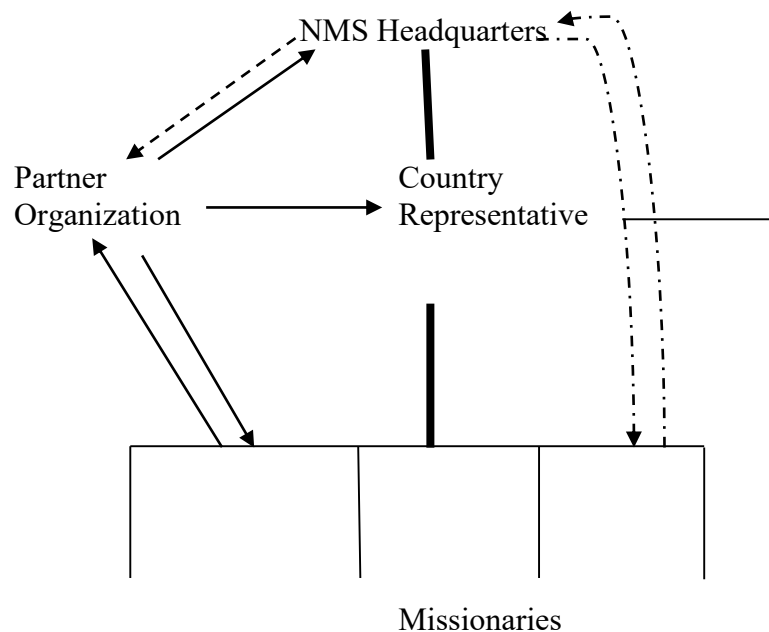 NMS Headquarters
Partner
Organization
Country
Representative
Missionaries